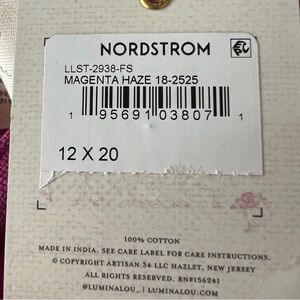 NORDSTROM
LLST-2938-FS
MAGENTA HAZE 18-2525
1 95691 03807 1
12 X 20
100% COTTON
MADE IN INDIA. SEE CARE LABEL FOR CARE INSTRUCTIONS.
© COPYRIGHT ARTISAN 34 LLC HAZLET, NEW JERSEY
ALL RIGHTS RESERVED. RN#156241
@LUMINALOU_ | LUMINALOU.COM